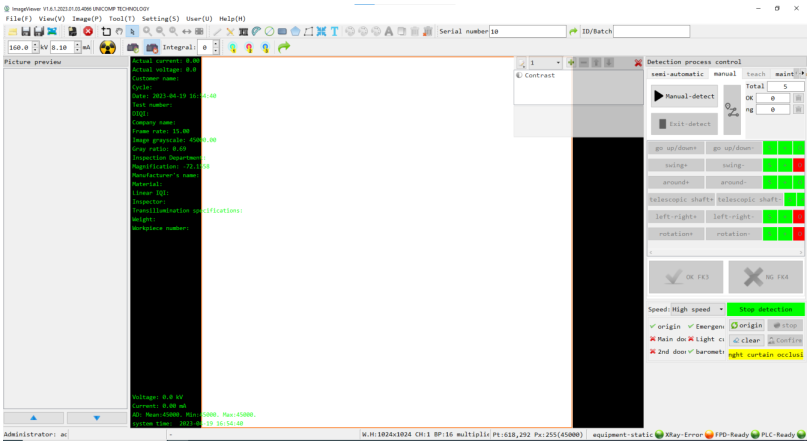 ImageViewer V1.6.1.2023.01.03.4066 UNICOMP TECHNOLOGY
File(F) View(V) Image(P) Tool(T) Setting(S) User(U) Help(H)
Serial number 10 ID/Batch
160.0 kV 8.10 mA Integral: 0
Picture preview
Actual current: 0.00
Actual voltage: 0.0
Customer name:
Cycle:
Date: 2023-04-19 16:54:40
Test number:
DIQI:
Company name:
Frame rate: 15.00
Image grayscale: 45000.00
Gray ratio: 0.69
Inspection Department:
Magnification: -72.1
Manufacturer's name:
Material:
Linear IQI:
Inspector:
Transillumination specifications:
Weight:
Workpiece number:
Voltage: 0.0 kV
Current: 0.00 mA
AD: Mean:45000, Min:45000, Max:45000,
system time: 2023-04-19 16:54:40
1
Contrast
Detection process control
semi-automatic manual teach maint
Manual-detect
Exit-detect
Total 5
OK 0
ng 0
go up/down+ go up/down-
swing+ swing-
around+ around-
telescopic shaft+ telescopic shaft-
left-right+ left-right-
rotation+ rotation-
OK FK3 NG FK4
Speed: High speed Stop detection
origin Emergen origin stop
Main doo Light cu clear Confirm
2nd door baromet nght curtain occlusi
Administrator: ac
W.H:1024x1024 CH:1 BP:16 multiplic Pt:618,292 Px:255(45000) equipment-static XRay-Error FPD-Ready PLC-Ready